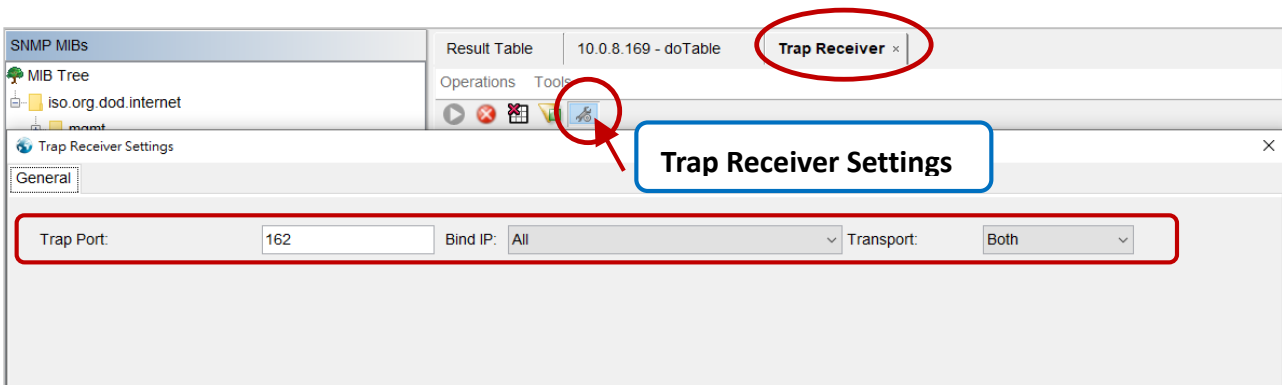 SNMP MIBs
Result Table 10.0.8.169 - doTable Trap Receiver ×
MIB Tree
Operations Tools
iso.org.dod.internet
mgmt
Trap Receiver Settings
Trap Receiver Settings
General
Trap Port: 162 Bind IP: All Transport: Both